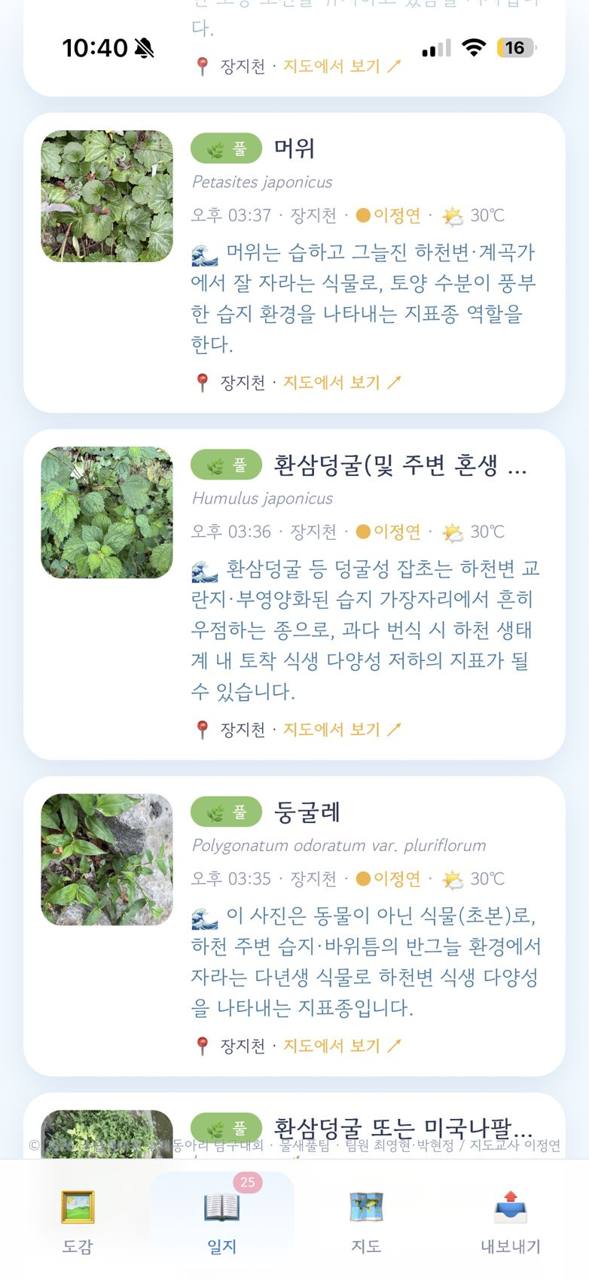 다.
10:40
16
장지천 · 지도에서 보기 ↗
풀 머위
Petasites japonicus
오후 03:37 · 장지천 · 이정연 · 30℃
머위는 습하고 그늘진 하천변·계곡가
에서 잘 자라는 식물로, 토양 수분이 풍부
한 습지 환경을 나타내는 지표종 역할을
한다.
장지천 · 지도에서 보기 ↗
풀 환삼덩굴(및 주변 혼생 ...
Humulus japonicus
오후 03:36 · 장지천 · 이정연 · 30℃
환삼덩굴 등 덩굴성 잡초는 하천변 교
란지·부영양화된 습지 가장자리에서 흔히
우점하는 종으로, 과다 번식 시 하천 생태
계 내 토착 식생 다양성 저하의 지표가 될
수 있습니다.
장지천 · 지도에서 보기 ↗
풀 둥굴레
Polygonatum odoratum var. pluriflorum
오후 03:35 · 장지천 · 이정연 · 30℃
이 사진은 동물이 아닌 식물(초본)로,
하천 주변 습지·바위틈의 반그늘 환경에서
자라는 다년생 식물로 하천변 식생 다양성
을 나타내는 지표종입니다.
장지천 · 지도에서 보기 ↗
풀 환삼덩굴 또는 미국나팔...
©
동아리 탐구대회 · 물새풀팀 · 팀원 최영현·박현정 / 지도교사 이정연
25
도감 일지 지도 내보내기